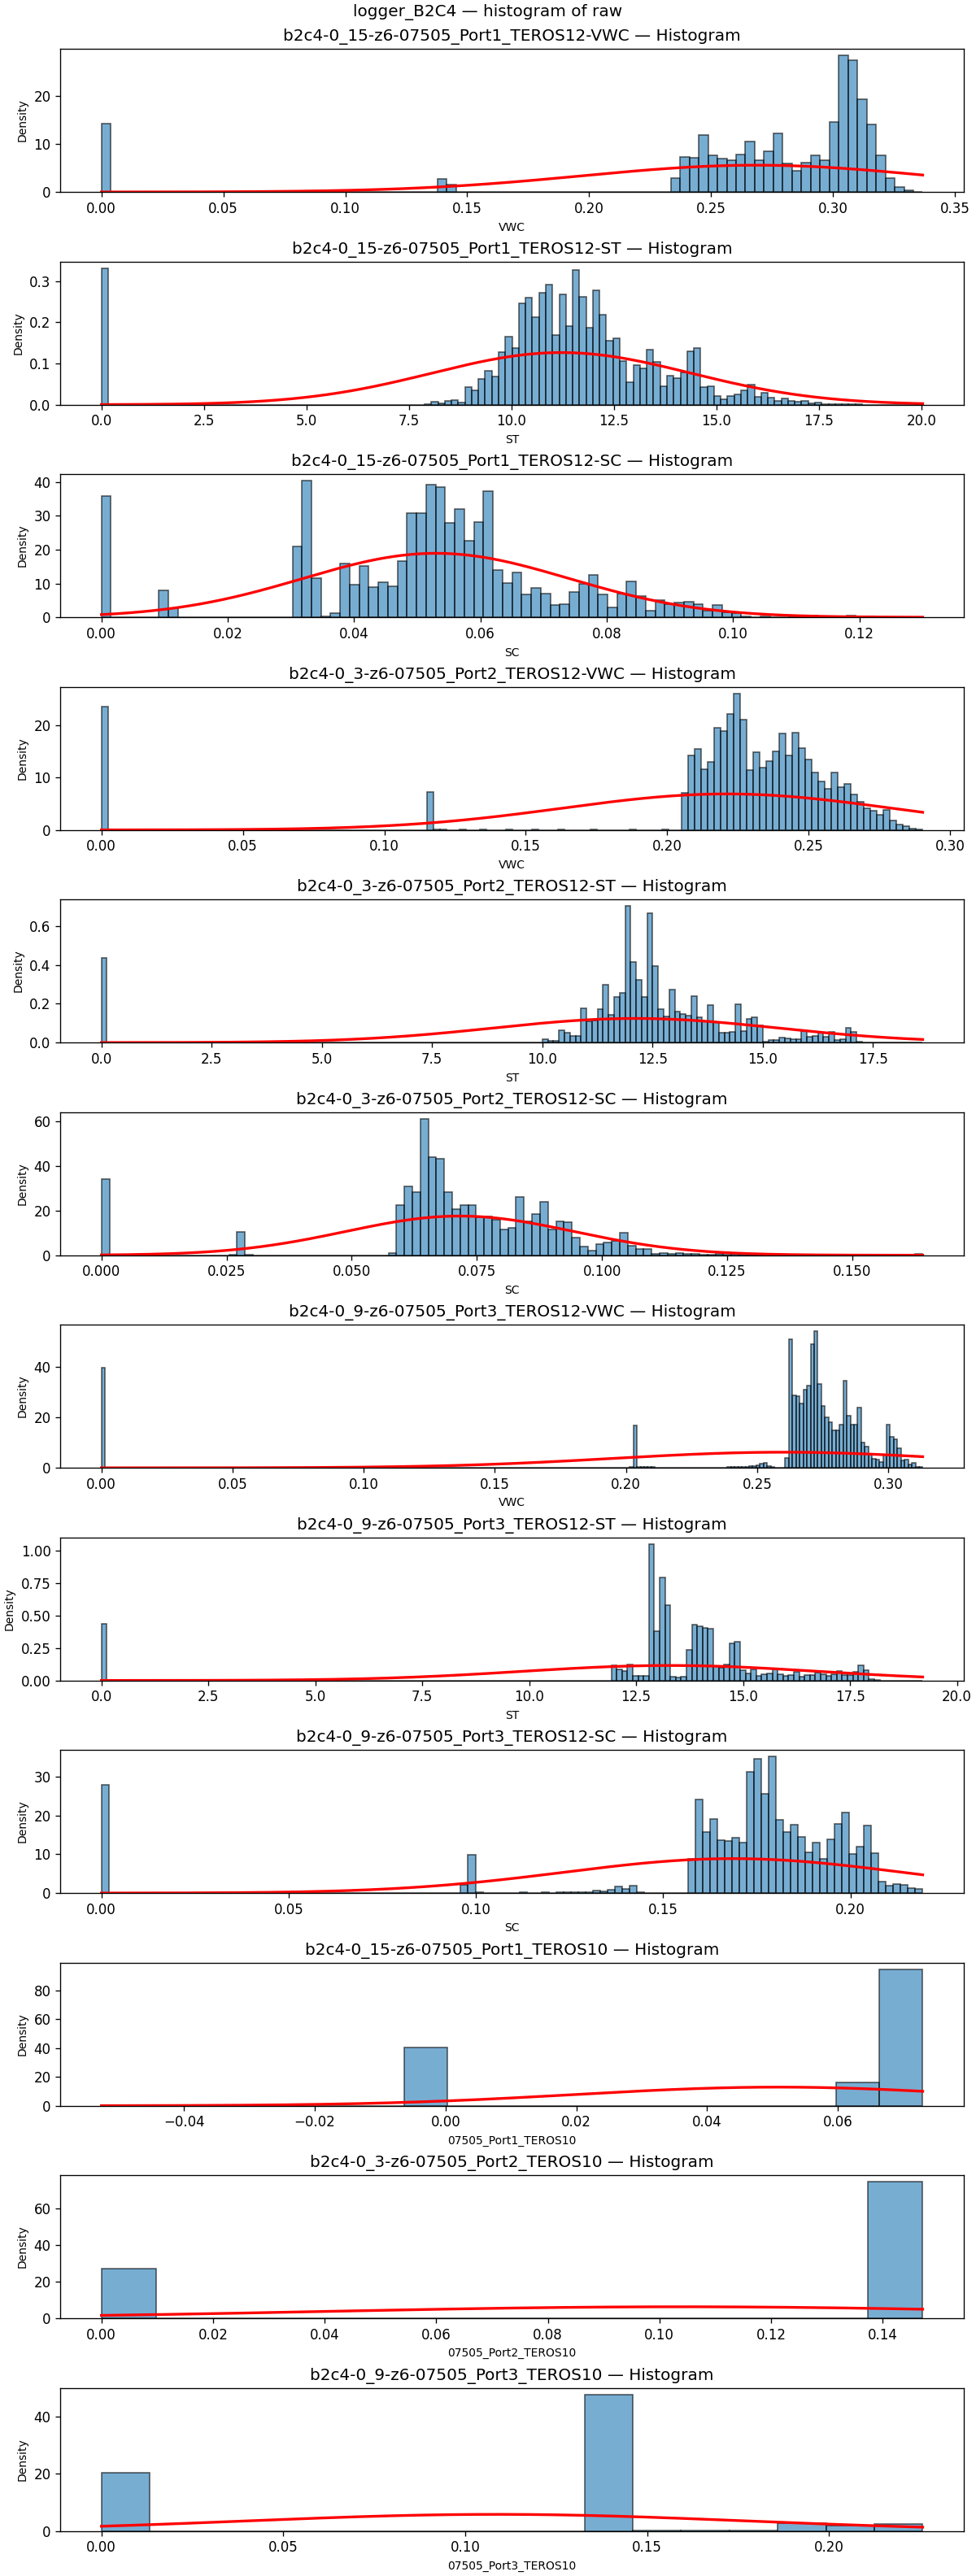 logger_B2C4 — histogram of raw
b2c4-0_15-z6-07505_Port1_TEROS12-VWC — Histogram
Density
20
10
0
0.00 0.05 0.10 0.15 0.20 0.25 0.30 0.35
VWC
b2c4-0_15-z6-07505_Port1_TEROS12-ST — Histogram
Density
0.3
0.2
0.1
0.0
0.0 2.5 5.0 7.5 10.0 12.5 15.0 17.5 20.0
ST
b2c4-0_15-z6-07505_Port1_TEROS12-SC — Histogram
Density
40
30
20
10
0
0.00 0.02 0.04 0.06 0.08 0.10 0.12
SC
b2c4-0_3-z6-07505_Port2_TEROS12-VWC — Histogram
Density
20
10
0
0.00 0.05 0.10 0.15 0.20 0.25 0.30
VWC
b2c4-0_3-z6-07505_Port2_TEROS12-ST — Histogram
Density
0.6
0.4
0.2
0.0
0.0 2.5 5.0 7.5 10.0 12.5 15.0 17.5
ST
b2c4-0_3-z6-07505_Port2_TEROS12-SC — Histogram
Density
60
40
20
0
0.000 0.025 0.050 0.075 0.100 0.125 0.150
SC
b2c4-0_9-z6-07505_Port3_TEROS12-VWC — Histogram
Density
40
20
0
0.00 0.05 0.10 0.15 0.20 0.25 0.30
VWC
b2c4-0_9-z6-07505_Port3_TEROS12-ST — Histogram
Density
1.00
0.75
0.50
0.25
0.00
0.0 2.5 5.0 7.5 10.0 12.5 15.0 17.5 20.0
ST
b2c4-0_9-z6-07505_Port3_TEROS12-SC — Histogram
Density
30
20
10
0
0.00 0.05 0.10 0.15 0.20
SC
b2c4-0_15-z6-07505_Port1_TEROS10 — Histogram
Density
80
60
40
20
0
−0.04 −0.02 0.00 0.02 0.04 0.06
07505_Port1_TEROS10
b2c4-0_3-z6-07505_Port2_TEROS10 — Histogram
Density
60
40
20
0
0.00 0.02 0.04 0.06 0.08 0.10 0.12 0.14
07505_Port2_TEROS10
b2c4-0_9-z6-07505_Port3_TEROS10 — Histogram
Density
40
20
0
0.00 0.05 0.10 0.15 0.20
07505_Port3_TEROS10